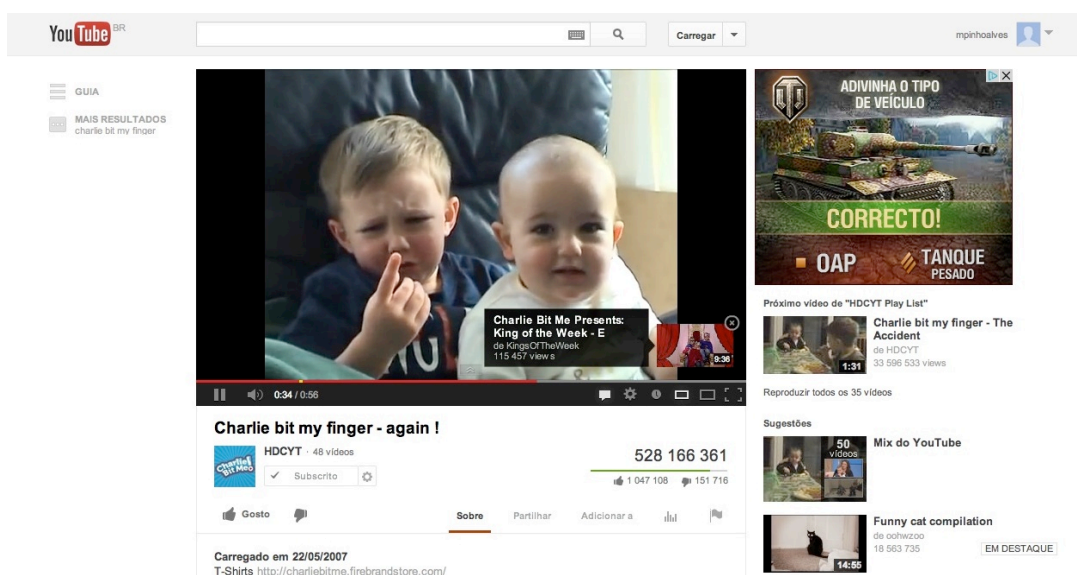 You Tube BR
Carregar
mpinhoalves
GUIA
MAIS RESULTADOS
charlie bit my finger
ADIVINHA O TIPO
DE VEÍCULO
CORRECTO!
OAP
TANQUE
PESADO
Charlie Bit Me Presents:
King of the Week - E
de KingsOfTheWeek
115 457 views
9:36
0:34 / 0:56
Charlie bit my finger - again !
Charlie
Bit Me
HDCYT · 48 vídeos
Subscrito
528 166 361
1 047 108 151 716
Gosto
Sobre Partilhar Adicionar a
Carregado em 22/05/2007
T-Shirts http://charliebitme.firebrandstore.com/
Próximo vídeo de "HDCYT Play List"
Charlie bit my finger - The
Accident
de HDCYT
33 596 533 views
1:31
Reproduzir todos os 35 vídeos
Sugestões
50
vídeos
Mix do YouTube
Funny cat compilation
de oohwzoo
18 563 735
EM DESTAQUE
14:55